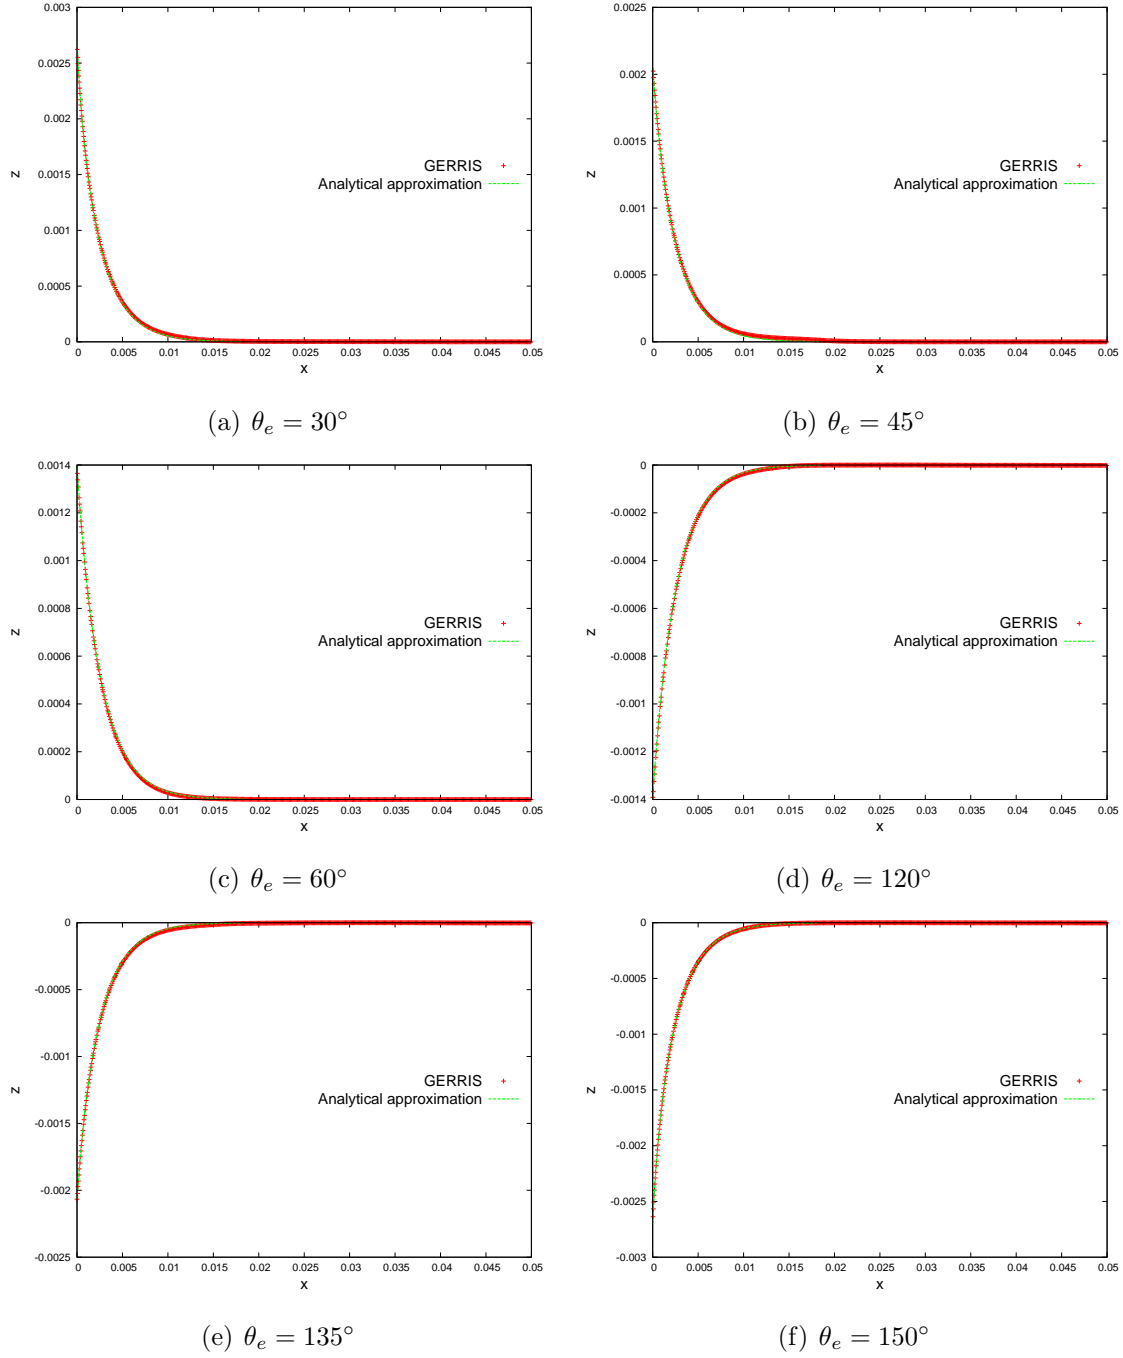 0.003
0.0025
0.002
0.0015
0.001
0.0005
0
z
GERRIS
Analytical approximation
0 0.005 0.01 0.015 0.02 0.025 0.03 0.035 0.04 0.045 0.05
x
(a) θe = 30°
0.0025
0.002
0.0015
0.001
0.0005
0
z
GERRIS
Analytical approximation
0 0.005 0.01 0.015 0.02 0.025 0.03 0.035 0.04 0.045 0.05
x
(b) θe = 45°
0.0014
0.0012
0.001
0.0008
0.0006
0.0004
0.0002
0
z
GERRIS
Analytical approximation
0 0.005 0.01 0.015 0.02 0.025 0.03 0.035 0.04 0.045 0.05
x
(c) θe = 60°
0
-0.0002
-0.0004
-0.0006
-0.0008
-0.001
-0.0012
-0.0014
z
GERRIS
Analytical approximation
0 0.005 0.01 0.015 0.02 0.025 0.03 0.035 0.04 0.045 0.05
x
(d) θe = 120°
0
-0.0005
-0.001
-0.0015
-0.002
-0.0025
z
GERRIS
Analytical approximation
0 0.005 0.01 0.015 0.02 0.025 0.03 0.035 0.04 0.045 0.05
x
(e) θe = 135°
0
-0.0005
-0.001
-0.0015
-0.002
-0.0025
-0.003
z
GERRIS
Analytical approximation
0 0.005 0.01 0.015 0.02 0.025 0.03 0.035 0.04 0.045 0.05
x
(f) θe = 150°